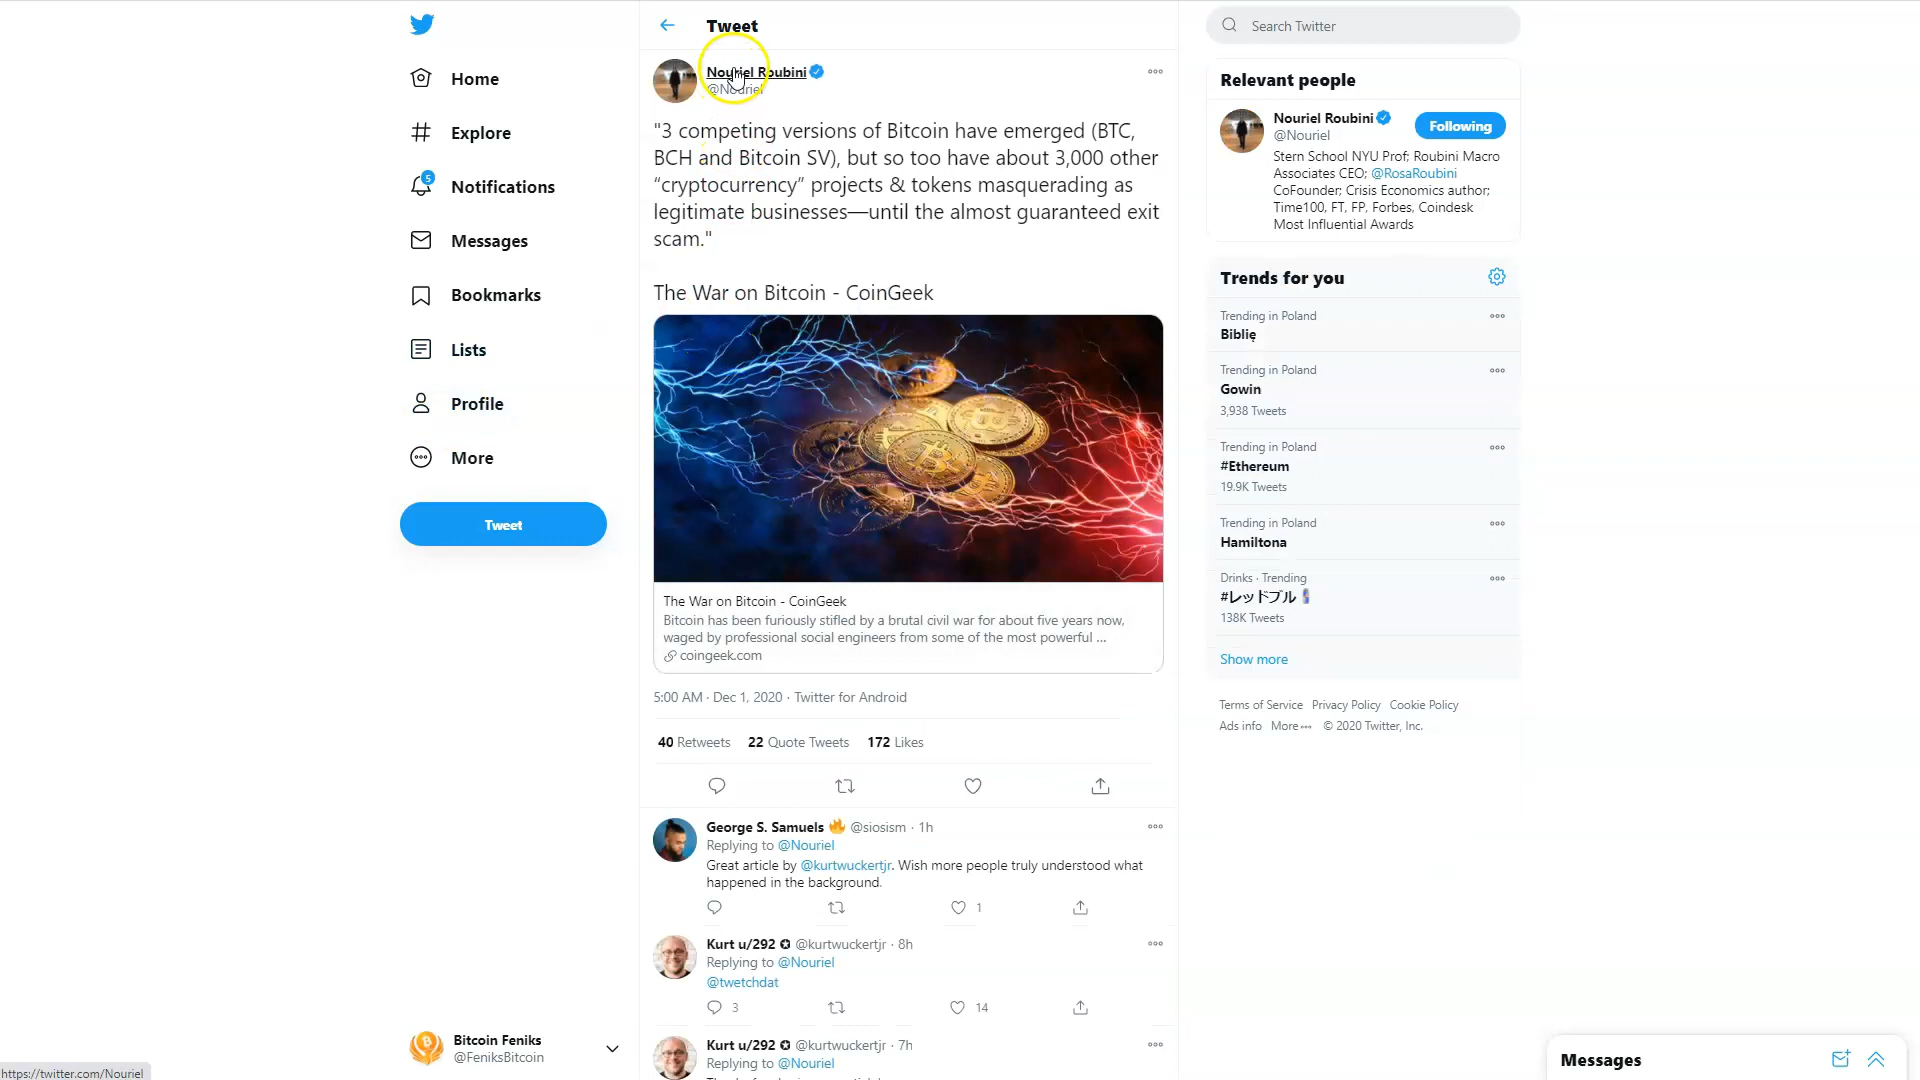 Home
Explore
5
Notifications
Messages
Bookmarks
Lists
Profile
More
Tweet
Bitcoin Feniks
@FeniksBitcoin
https://twitter.com/Nouriel
Tweet
Nouriel Roubini
@Nouriel
"3 competing versions of Bitcoin have emerged (BTC,
BCH and Bitcoin SV), but so too have about 3,000 other
“cryptocurrency” projects & tokens masquerading as
legitimate businesses—until the almost guaranteed exit
scam."
The War on Bitcoin - CoinGeek
The War on Bitcoin - CoinGeek
Bitcoin has been furiously stifled by a brutal civil war for about five years now,
waged by professional social engineers from some of the most powerful ...
coingeek.com
5:00 AM · Dec 1, 2020 · Twitter for Android
40 Retweets 22 Quote Tweets 172 Likes
George S. Samuels 🔥 @siosism · 1h
Replying to @Nouriel
Great article by @kurtwuckertjr. Wish more people truly understood what
happened in the background.
1
Kurt u/292 ✪ @kurtwuckertjr · 8h
Replying to @Nouriel
@twetchdat
3 14
Kurt u/292 ✪ @kurtwuckertjr · 7h
Replying to @Nouriel
Search Twitter
Relevant people
Nouriel Roubini
@Nouriel
Following
Stern School NYU Prof; Roubini Macro
Associates CEO; @RosaRoubini
CoFounder; Crisis Economics author;
Time100, FT, FP, Forbes, Coindesk
Most Influential Awards
Trends for you
Trending in Poland
Biblię
Trending in Poland
Gowin
3,938 Tweets
Trending in Poland
#Ethereum
19.9K Tweets
Trending in Poland
Hamiltona
Drinks · Trending
#レッドブル
138K Tweets
Show more
Terms of Service Privacy Policy Cookie Policy
Ads info More ··· © 2020 Twitter, Inc.
Messages